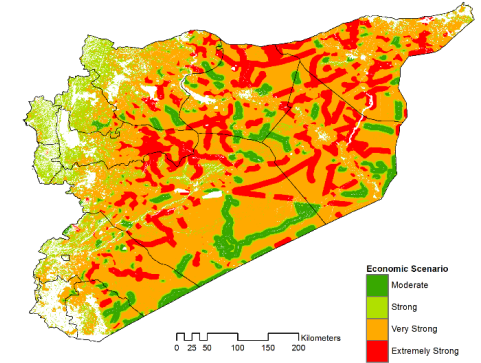 Economic Scenario
Moderate
Strong
Very Strong
Extremely Strong
Kilometers
0 25 50 100 150 200